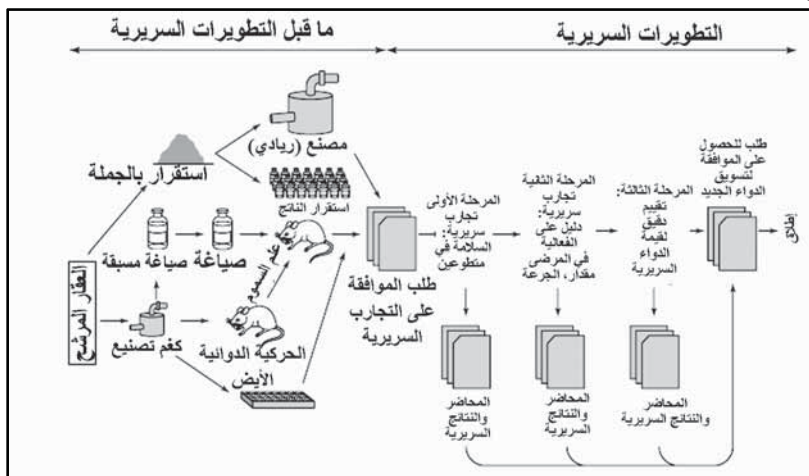 التطويرات السريرية
ما قبل التطويرات السريرية
العقار المرشح
استقرار بالجملة
مصنع (ريادي)
استقرار الناتج
صياغة مسبقة
صياغة
علم السموم
كغم تصنيع
الحركية الدوائية
الأيض
طلب الموافقة
على التجارب
السريرية
المرحلة الأولى
تجارب
سريرية:
السلامة في
متطوعين
المرحلة الثانية
تجارب
سريرية:
دليل على
الفعالية
في المرضى
مقدار، الجرعة
المرحلة الثالثة:
تقييم
دقيق
لقيمة
الدواء
السريرية
طلب للحصول
على الموافقة
لتسويق
الدواء الجديد
إطلاق
المحاضر
والنتائج
السريرية
المحاضر
والنتائج
السريرية
المحاضر
والنتائج السريرية